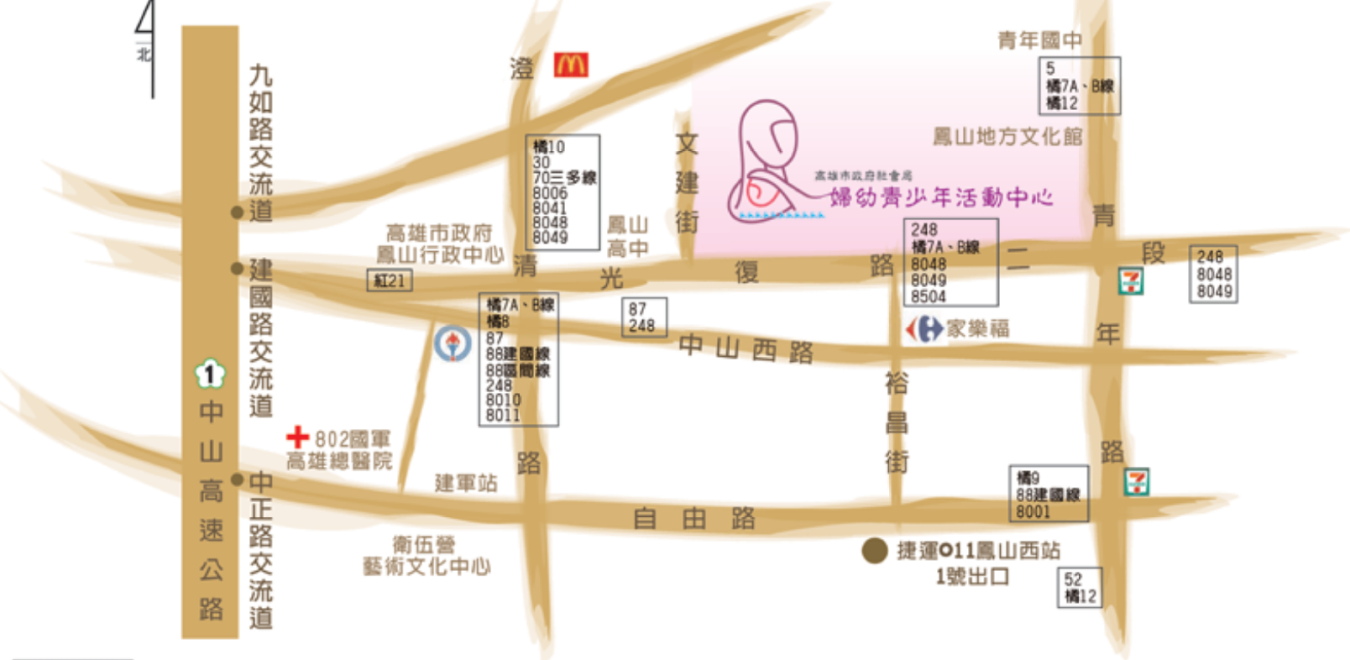 北
九如路交流道
建國路交流道
中正路交流道
1
中山高速公路
澄清路
青年國中
5
橘7A、B線
橘12
鳳山地方文化館
文建街
橘10
30
70三多線
8006
8041
8048
8049
高雄市政府社會局
婦幼青少年活動中心
高雄市政府
鳳山行政中心
鳳山
高中
紅21
光復路二段
248
橘7A、B線
8048
8049
8504
青年路
7
248
8048
8049
橘7A、B線
橘8
87
88建國線
88區間線
248
8010
8011
87
248
中山西路
家樂福
裕昌街
802國軍
高雄總醫院
建軍站
自由路
橘9
88建國線
8001
7
衛伍營
藝術文化中心
捷運O11鳳山西站
1號出口
52
橘12